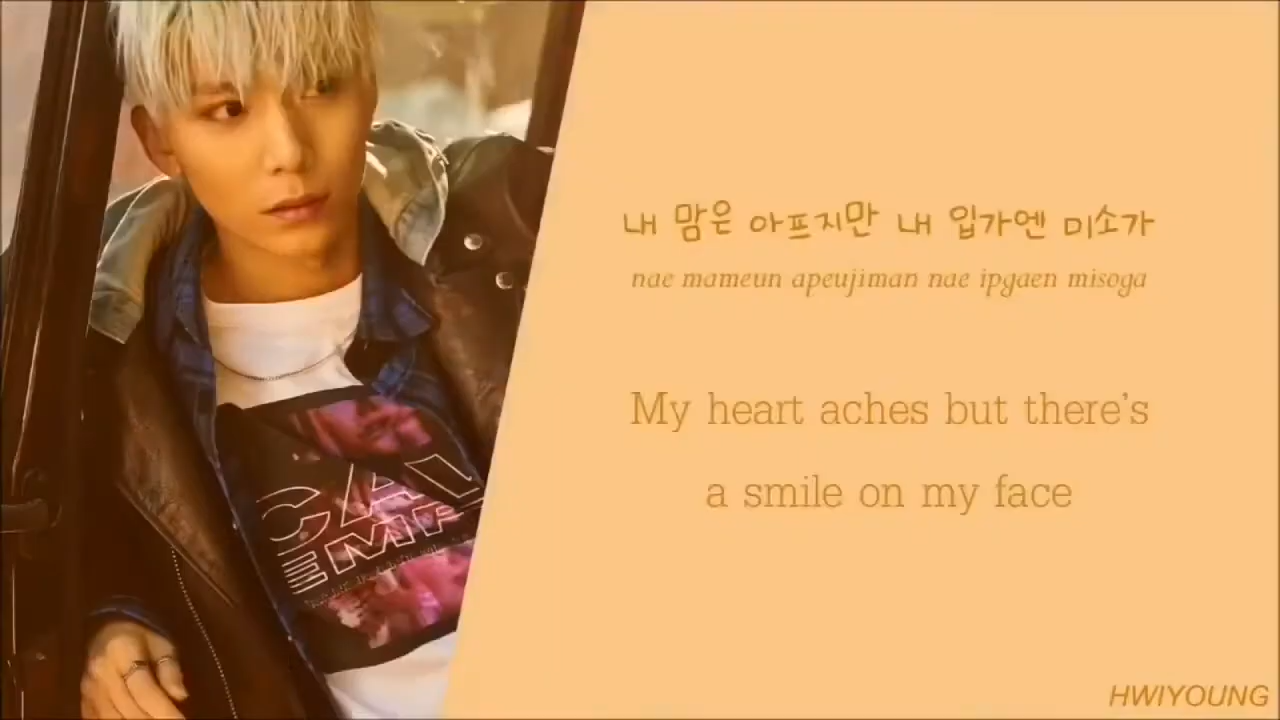 내 맘은 아프지만 내 입가엔 미소가
nae mameun apeujiman nae ipgaen misoga
My heart aches but there's
a smile on my face
EMP
HWIYOUNG